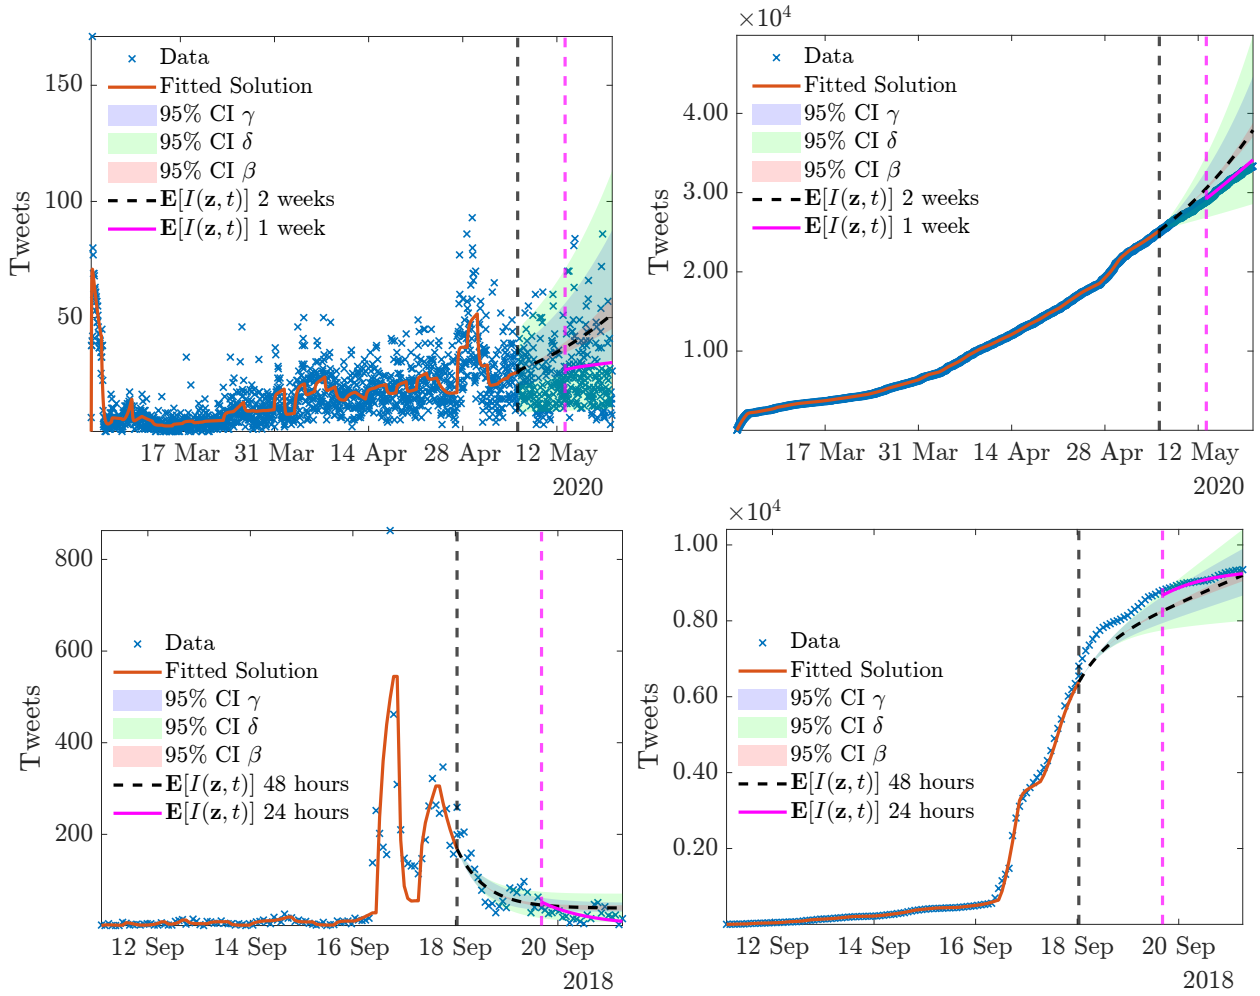 150
100
50
Tweets
Data
Fitted Solution
95% CI γ
95% CI δ
95% CI β
E[I(z, t)] 2 weeks
E[I(z, t)] 1 week
17 Mar 31 Mar 14 Apr 28 Apr 12 May
2020
×10⁴
4.00
3.00
2.00
1.00
Tweets
Data
Fitted Solution
95% CI γ
95% CI δ
95% CI β
E[I(z, t)] 2 weeks
E[I(z, t)] 1 week
17 Mar 31 Mar 14 Apr 28 Apr 12 May
2020
800
600
400
200
Tweets
Data
Fitted Solution
95% CI γ
95% CI δ
95% CI β
E[I(z, t)] 48 hours
E[I(z, t)] 24 hours
12 Sep 14 Sep 16 Sep 18 Sep 20 Sep
2018
×10⁴
1.00
0.80
0.60
0.40
0.20
Tweets
Data
Fitted Solution
95% CI γ
95% CI δ
95% CI β
E[I(z, t)] 48 hours
E[I(z, t)] 24 hours
12 Sep 14 Sep 16 Sep 18 Sep 20 Sep
2018